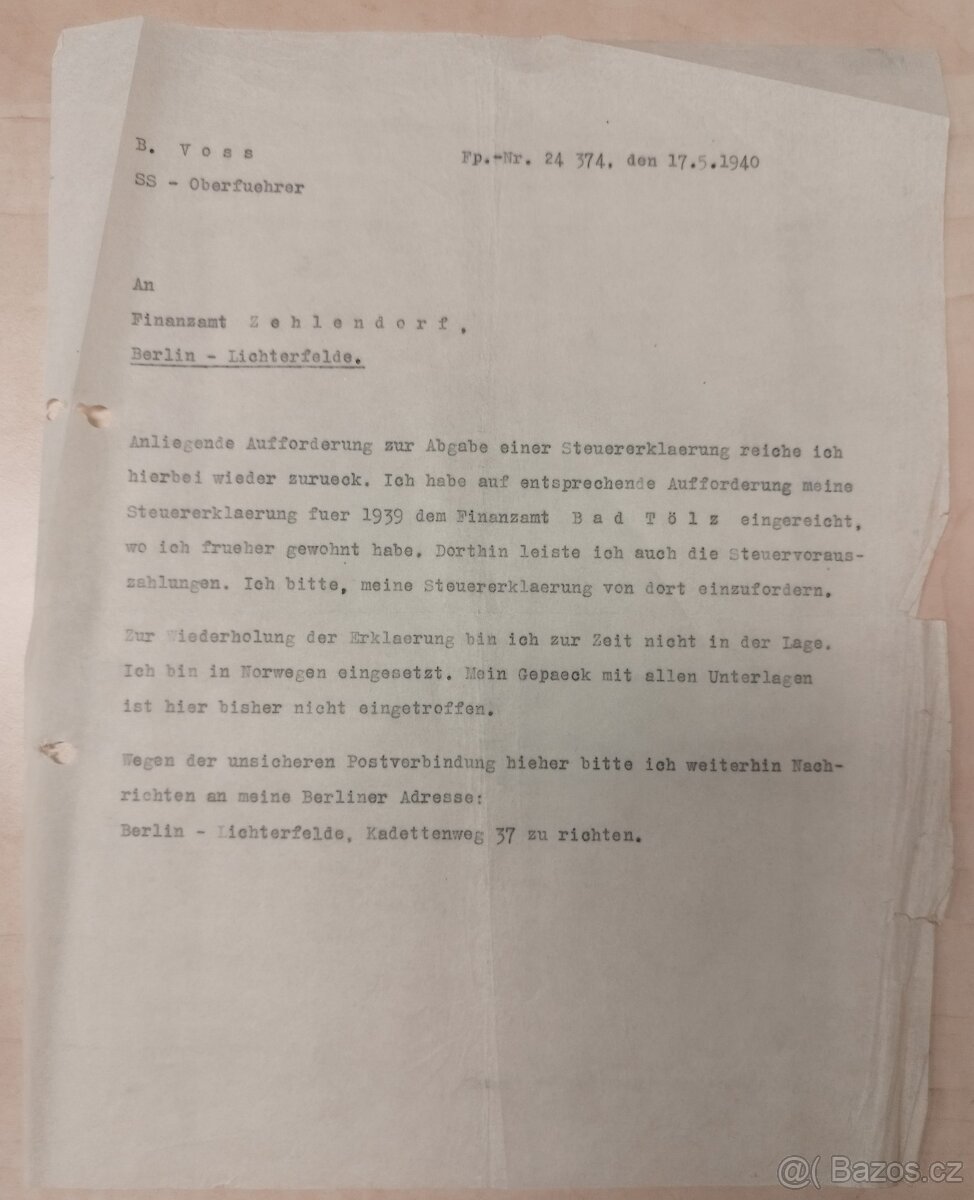 B. Voss
Fp.-Nr. 24 374, den 17.5.1940
SS - Oberfuehrer
An
Finanzamt Zehlendorf,
Berlin - Lichterfelde.
Anliegende Aufforderung zur Abgabe einer Steuererklaerung reiche ich
hierbei wieder zurueck. Ich habe auf entsprechende Aufforderung meine
Steuererklaerung fuer 1939 dem Finanzamt Bad Tölz eingereicht,
wo ich frueher gewohnt habe. Dorthin leiste ich auch die Steuervoraus-
zahlungen. Ich bitte, meine Steuererklaerung von dort einzufordern.
Zur Wiederholung der Erklaerung bin ich zur Zeit nicht in der Lage.
Ich bin in Norwegen eingesetzt. Mein Gepaeck mit allen Unterlagen
ist hier bisher nicht eingetroffen.
Wegen der unsicheren Postverbindung hieher bitte ich weiterhin Nach-
richten an meine Berliner Adresse:
Berlin - Lichterfelde, Kadettenweg 37 zu richten.
@( Bazos.cz